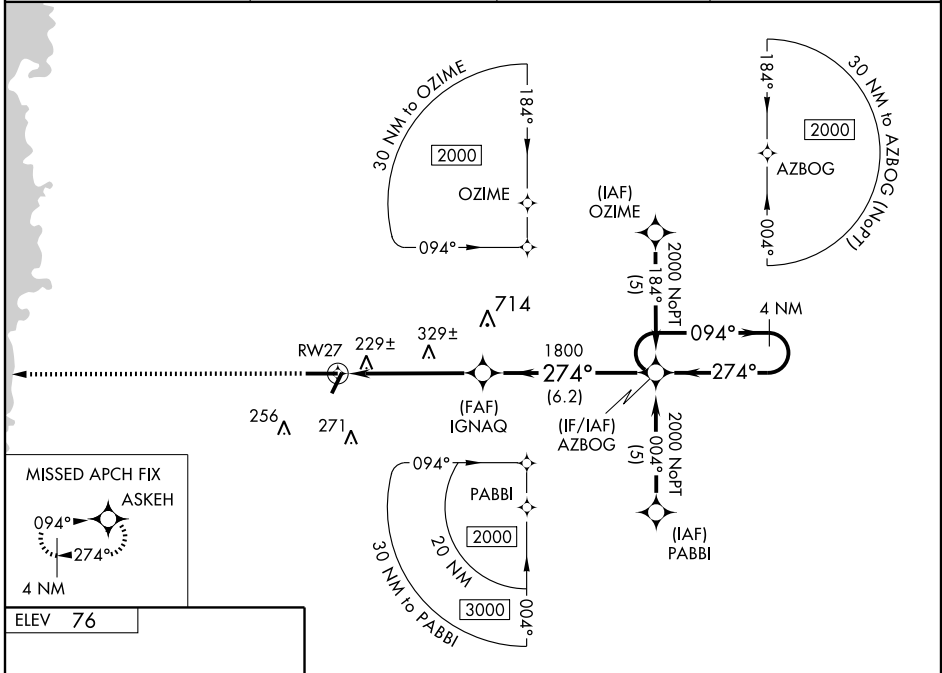 30 NM to OZIME
184°
2000
OZIME
094°
184°
30 NM to AZBOG (NoPT)
2000
AZBOG
004°
(IAF)
OZIME
2000 NoPT
184°
(5)
4 NM
094°
274°
714
329±
229±
RW27
1800
274°
(6.2)
(FAF)
IGNAQ
(IF/IAF)
AZBOG
256
271
2000 NoPT
004°
(5)
(IAF)
PABBI
094°
PABBI
2000
20 NM
3000
30 NM to PABBI
004°
MISSED APCH FIX
ASKEH
094°
274°
4 NM
ELEV 76